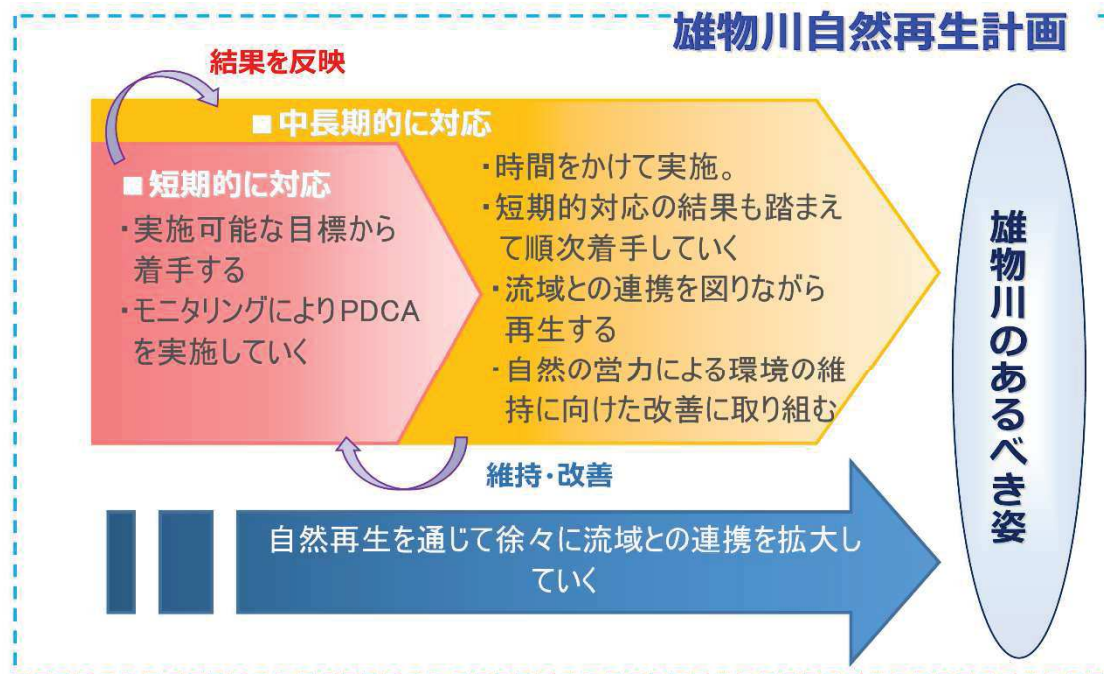 雄物川自然再生計画
結果を反映
■中長期的に対応
■短期的に対応
・実施可能な目標から
着手する
・モニタリングによりPDCA
を実施していく
・時間をかけて実施。
・短期的対応の結果も踏まえ
て順次着手していく
・流域との連携を図りながら
再生する
・自然の営力による環境の維
持に向けた改善に取り組む
維持・改善
自然再生を通じて徐々に流域との連携を拡大し
ていく
雄物川のあるべき姿